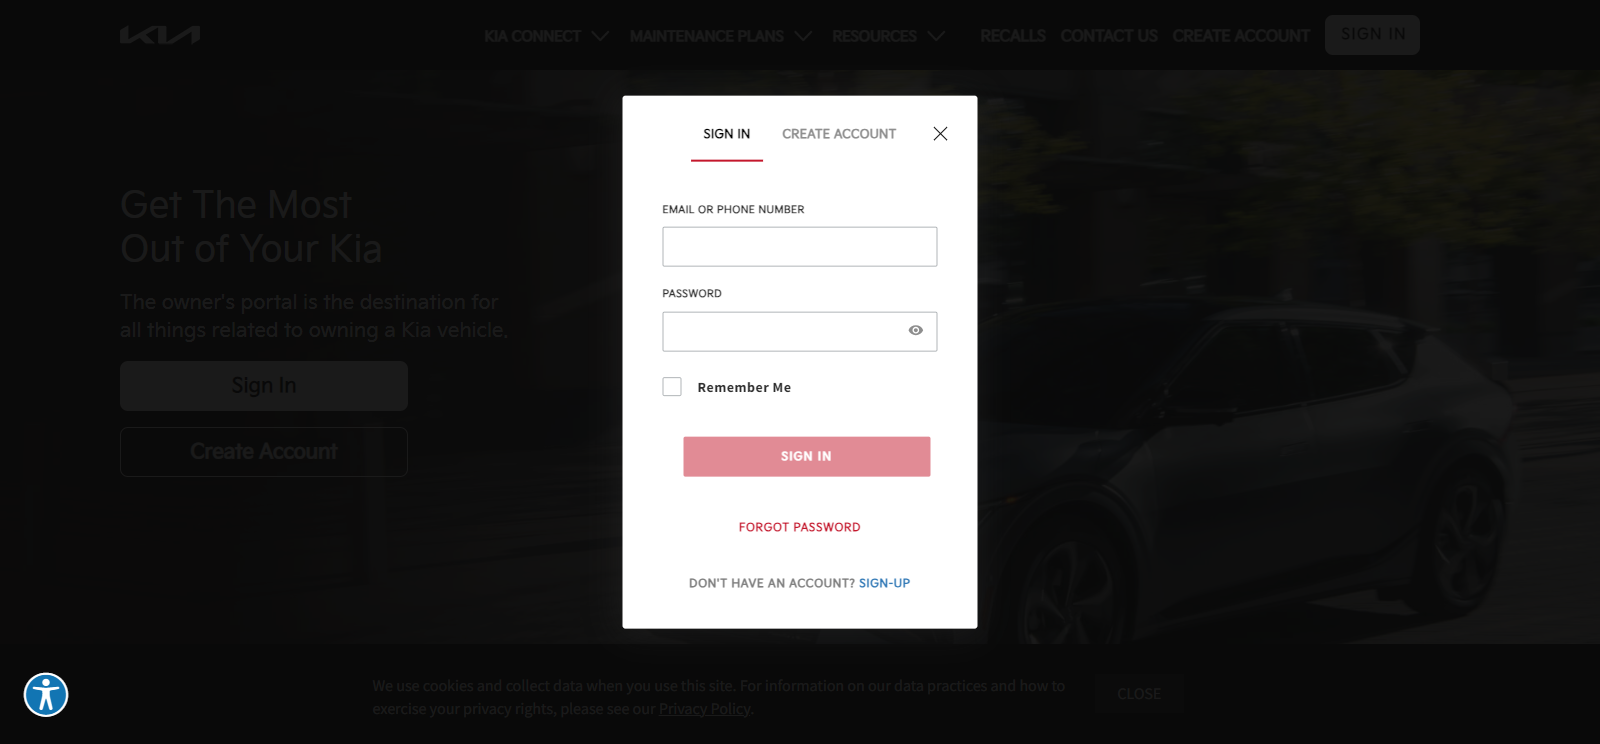 KIA
KIA CONNECT
MAINTENANCE PLANS
RESOURCES
RECALLS
CONTACT US
CREATE ACCOUNT
SIGN IN
Get The Most
Out of Your Kia
The owner's portal is the destination for
all things related to owning a Kia vehicle.
Sign In
Create Account
SIGN IN
CREATE ACCOUNT
EMAIL OR PHONE NUMBER
PASSWORD
Remember Me
SIGN IN
FORGOT PASSWORD
DON'T HAVE AN ACCOUNT? SIGN-UP
We use cookies and collect data when you use this site. For information on our data practices and how to
exercise your privacy rights, please see our Privacy Policy.
CLOSE